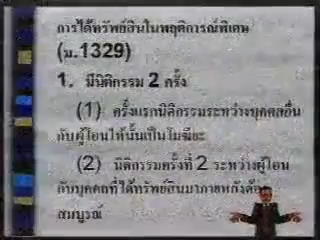 การได้ทรัพย์สินในพฤติการณ์พิเศษ
(ม.1329)
1. มีนิติกรรม 2 ครั้ง
(1) ครั้งแรกนิติกรรมระหว่างบุคคลอื่น
กับผู้โอนให้นั้นเป็นโมฆียะ
(2) นิติกรรมครั้งที่ 2 ระหว่างผู้โอน
กับบุคคลที่ได้ทรัพย์สินมาภายหลังต้อง
สมบูรณ์